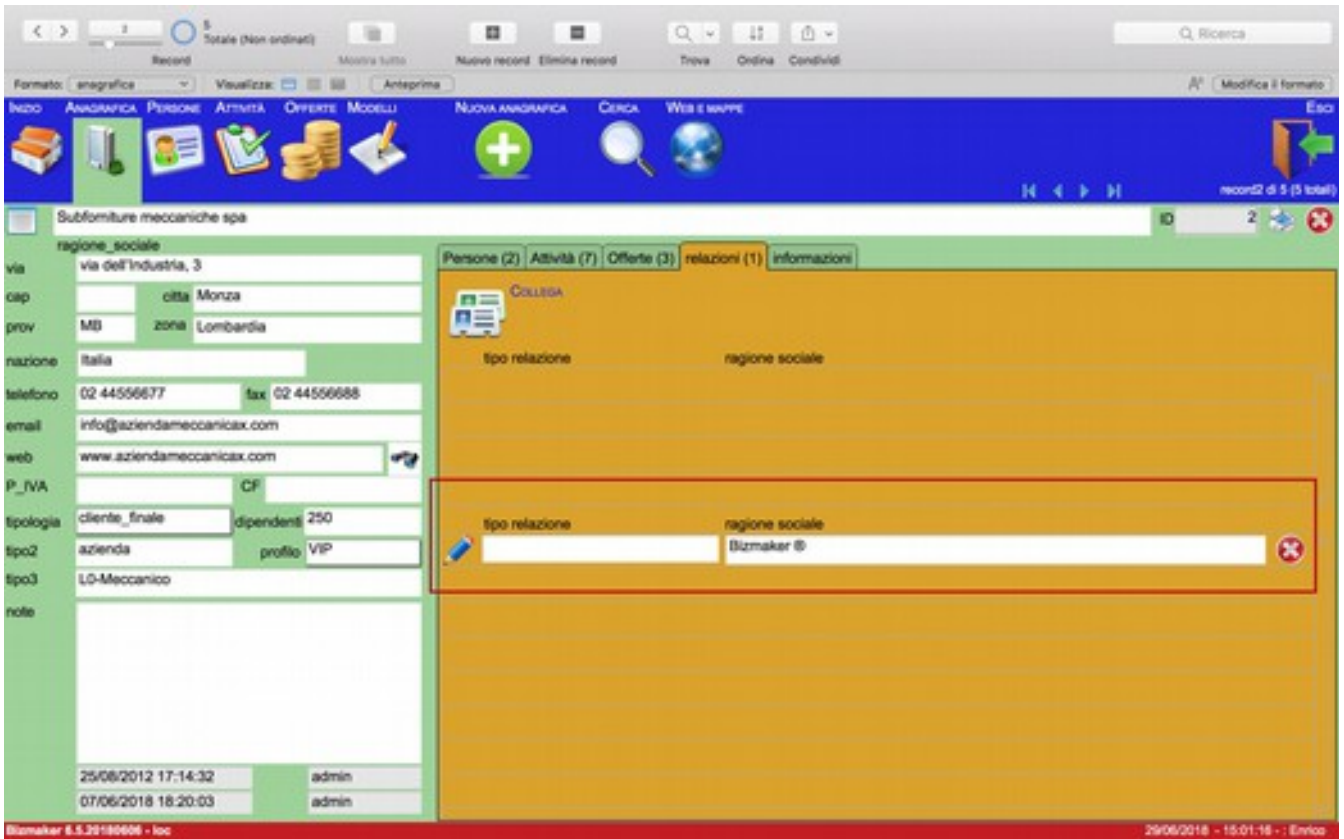 2 5
Totale (Non ordinati)
Ricerca
Record Mostra tutto Nuovo record Elimina record Trova Ordina Condividi
Formato: anagrafica Visualizza: Anteprima Modifica il formato
Inizio Anagrafica Persone Attività Offerte Modelli Nuova anagrafica Cerca Web e mappe Esci
record2 di 5 (5 totali)
Subforniture meccaniche spa ID 2
ragione_sociale
via via dell'Industria, 3
Persone (2) Attività (7) Offerte (3) relazioni (1) informazioni
cap citta Monza
Collega
prov MB zona Lombardia
nazione Italia
tipo relazione ragione sociale
telefono 02 44556677 fax 02 44556688
email info@aziendameccanicax.com
web www.aziendameccanicax.com
P_IVA CF
tipologia cliente_finale dipendenti 250
tipo relazione ragione sociale
tipo2 azienda profilo VIP
Bizmaker ®
tipo3 L0-Meccanico
note
25/08/2012 17:14:32 admin
07/06/2018 18:20:03 admin
Bizmaker 6.5.20180606 - loc 29/06/2018 - 15:01:16 - : Enrico